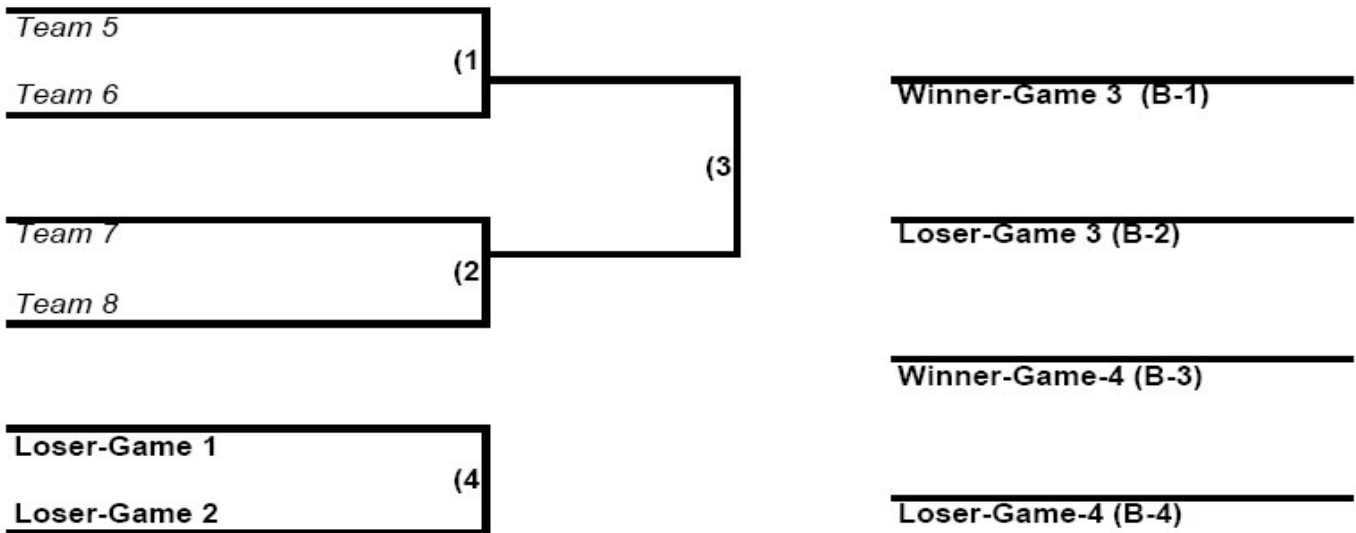 Team 5
(1
Team 6
(3
Team 7
(2
Team 8
Loser-Game 1
(4
Loser-Game 2
Winner-Game 3 (B-1)
Loser-Game 3 (B-2)
Winner-Game-4 (B-3)
Loser-Game-4 (B-4)